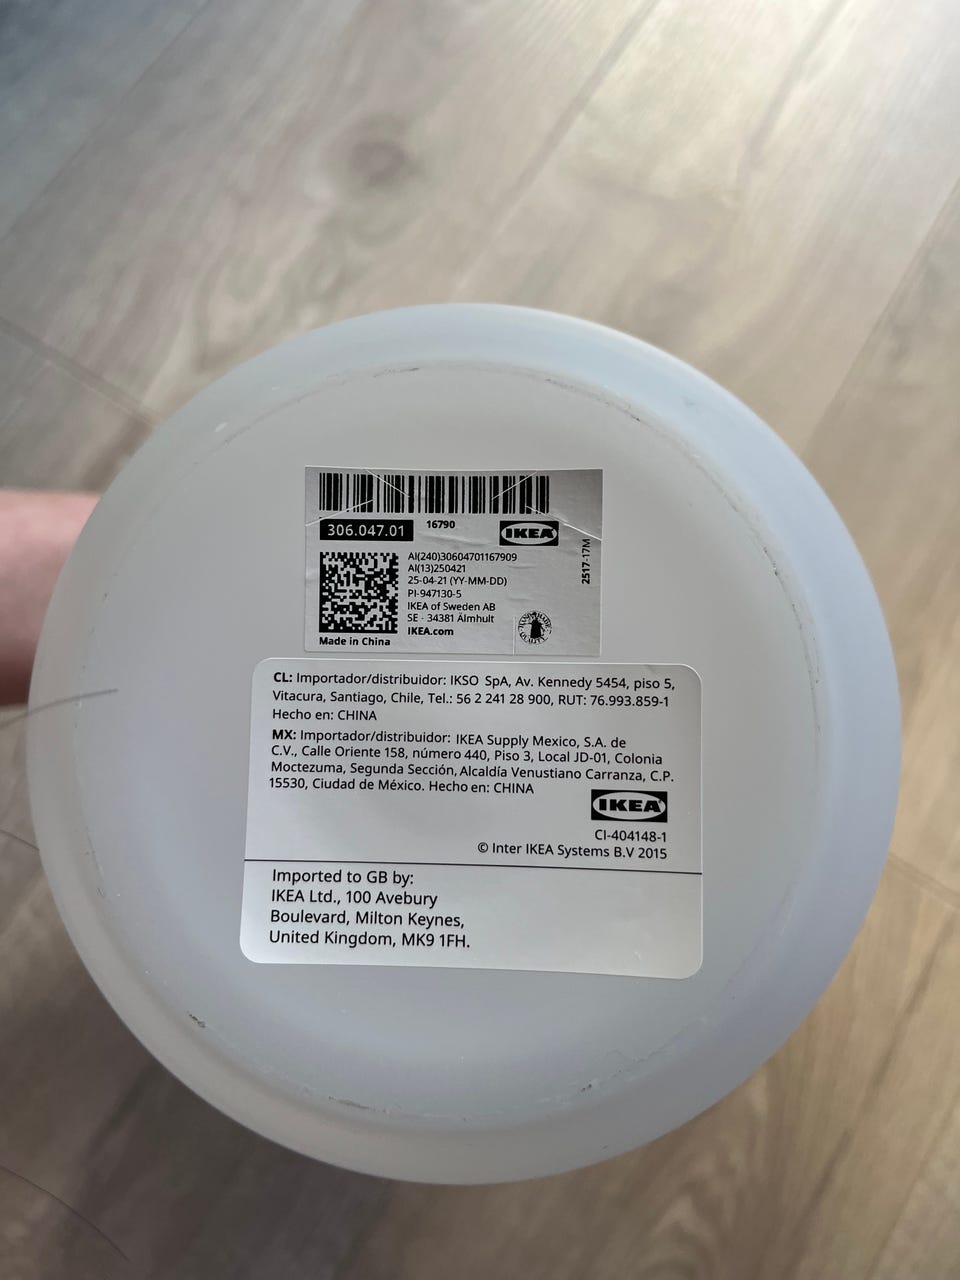 306.047.01
16790
IKEA
AI(240)30604701167909
AI(13)250421
25-04-21 (YY-MM-DD)
PI-947130-5
IKEA of Sweden AB
SE - 34381 Älmhult
IKEA.com
Made in China
2517-17M
HANDMADE
QUALITY
CL: Importador/distribuidor: IKSO SpA, Av. Kennedy 5454, piso 5,
Vitacura, Santiago, Chile, Tel.: 56 2 241 28 900, RUT: 76.993.859-1
Hecho en: CHINA
MX: Importador/distribuidor: IKEA Supply Mexico, S.A. de
C.V., Calle Oriente 158, número 440, Piso 3, Local JD-01, Colonia
Moctezuma, Segunda Sección, Alcaldía Venustiano Carranza, C.P.
15530, Ciudad de México. Hecho en: CHINA
IKEA
CI-404148-1
© Inter IKEA Systems B.V 2015
Imported to GB by:
IKEA Ltd., 100 Avebury
Boulevard, Milton Keynes,
United Kingdom, MK9 1FH.